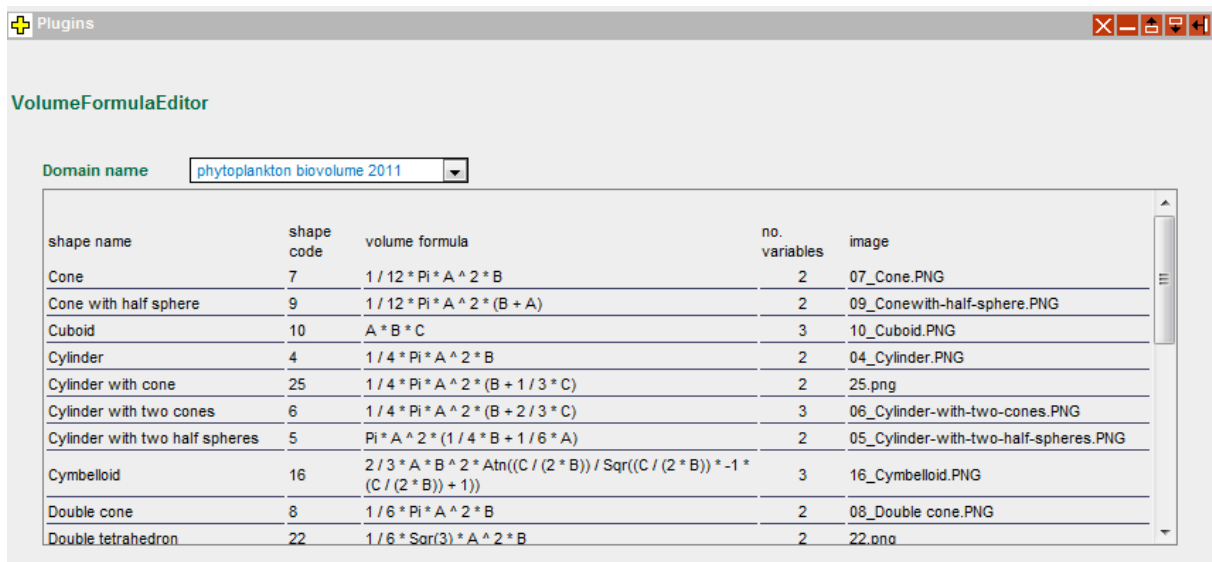 Plugins
VolumeFormulaEditor
Domain name phytoplankton biovolume 2011
shape name shape code volume formula no. variables image
Cone 7 1 / 12 * Pi * A ^ 2 * B 2 07_Cone.PNG
Cone with half sphere 9 1 / 12 * Pi * A ^ 2 * (B + A) 2 09_Conewith-half-sphere.PNG
Cuboid 10 A * B * C 3 10_Cuboid.PNG
Cylinder 4 1 / 4 * Pi * A ^ 2 * B 2 04_Cylinder.PNG
Cylinder with cone 25 1 / 4 * Pi * A ^ 2 * (B + 1 / 3 * C) 2 25.png
Cylinder with two cones 6 1 / 4 * Pi * A ^ 2 * (B + 2 / 3 * C) 3 06_Cylinder-with-two-cones.PNG
Cylinder with two half spheres 5 Pi * A ^ 2 * (1 / 4 * B + 1 / 6 * A) 2 05_Cylinder-with-two-half-spheres.PNG
Cymbelloid 16 2 / 3 * A * B ^ 2 * Atn((C / (2 * B)) / Sqr((C / (2 * B)) * -1 * (C / (2 * B)) + 1)) 3 16_Cymbelloid.PNG
Double cone 8 1 / 6 * Pi * A ^ 2 * B 2 08_Double cone.PNG
Double tetrahedron 22 1 / 6 * Sqr(3) * A ^ 2 * B 2 22.png